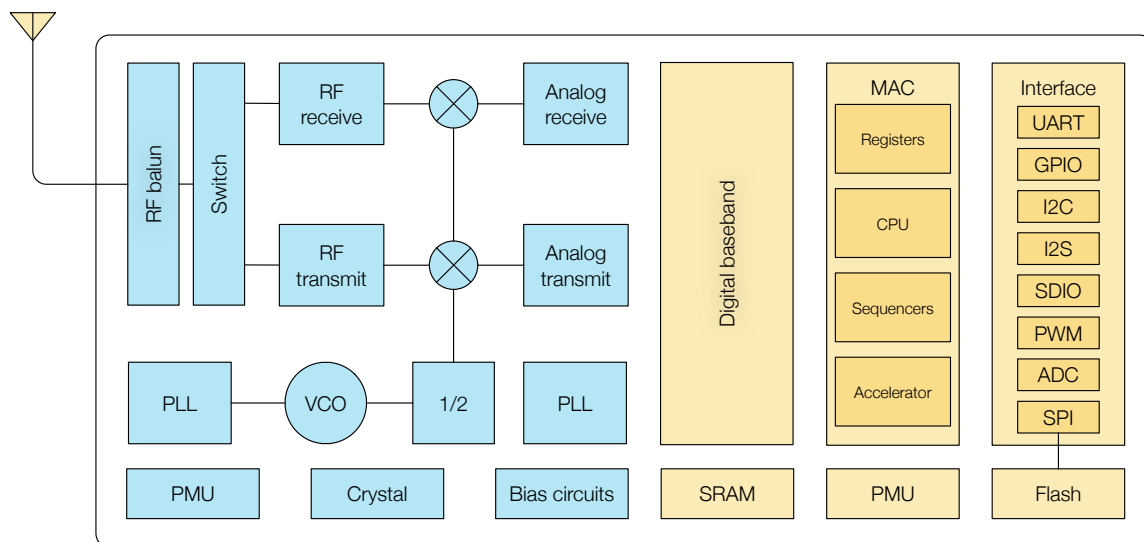 RF balun
Switch
RF
receive
Analog
receive
RF
transmit
Analog
transmit
PLL
VCO
1/2
PLL
PMU
Crystal
Bias circuits
Digital baseband
SRAM
MAC
Registers
CPU
Sequencers
Accelerator
PMU
Interface
UART
GPIO
I2C
I2S
SDIO
PWM
ADC
SPI
Flash